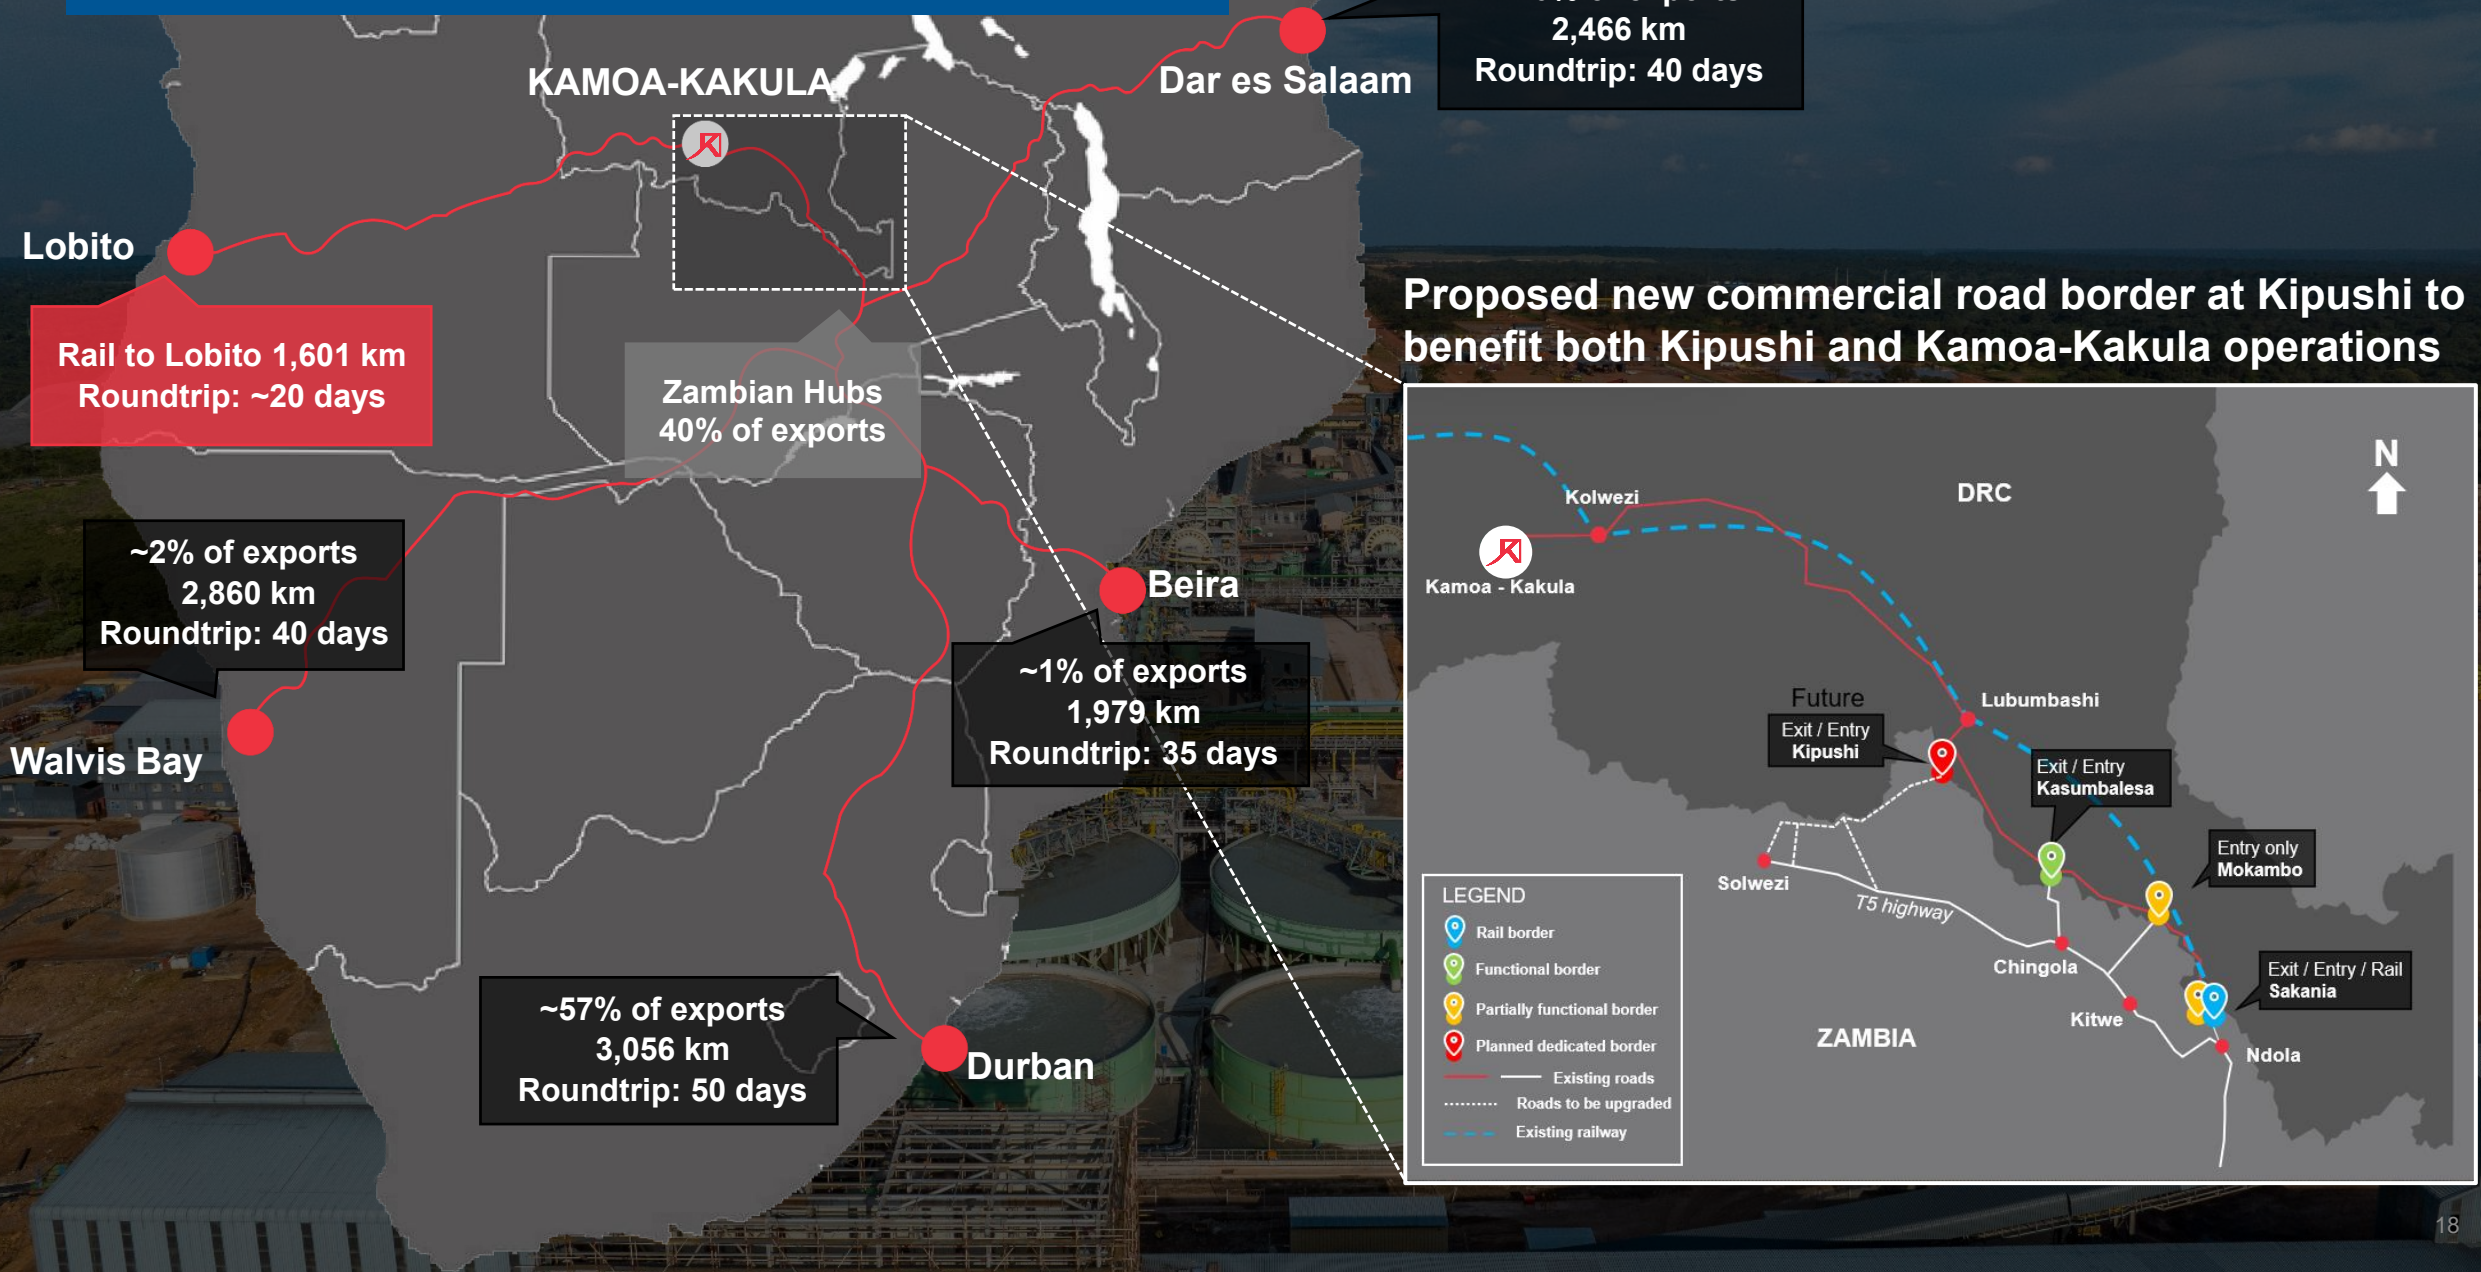 of exports
2,466 km
Roundtrip: 40 days
KAMOA-KAKULA
Dar es Salaam
Lobito
Rail to Lobito 1,601 km
Roundtrip: ~20 days
Zambian Hubs
40% of exports
~2% of exports
2,860 km
Roundtrip: 40 days
Walvis Bay
Beira
~1% of exports
1,979 km
Roundtrip: 35 days
~57% of exports
3,056 km
Roundtrip: 50 days
Durban
Proposed new commercial road border at Kipushi to
benefit both Kipushi and Kamoa-Kakula operations
N
DRC
Kolwezi
Kamoa - Kakula
Future
Exit / Entry
Kipushi
Lubumbashi
Exit / Entry
Kasumbalesa
Entry only
Mokambo
Solwezi
T5 highway
Chingola
Exit / Entry / Rail
Sakania
Kitwe
ZAMBIA
Ndola
LEGEND
Rail border
Functional border
Partially functional border
Planned dedicated border
Existing roads
Roads to be upgraded
Existing railway
18